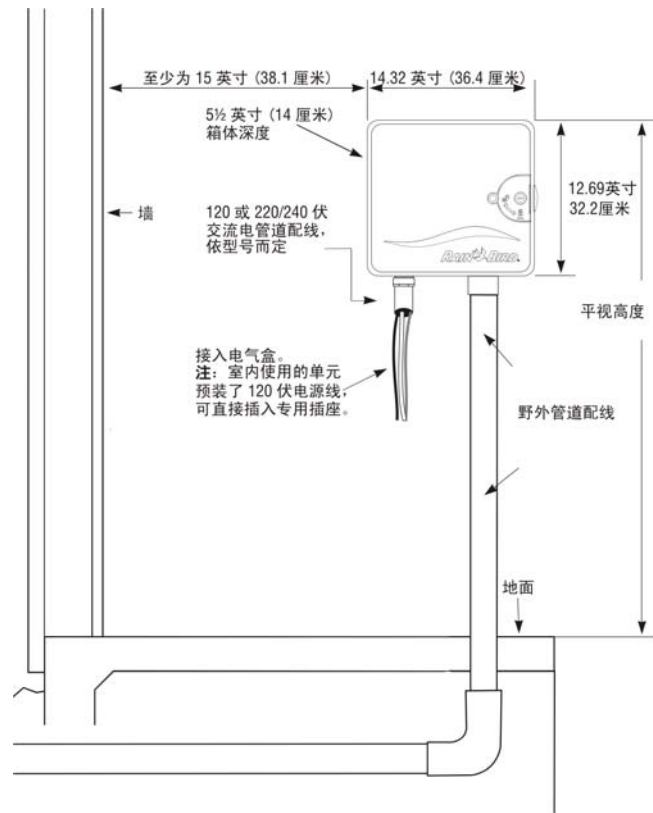 至少为 15 英寸 (38.1 厘米)
14.32 英寸 (36.4 厘米)
5½ 英寸 (14 厘米)
箱体深度
12.69英寸
32.2厘米
墙
120 或 220/240 伏
交流电管道配线,
依型号而定
RAIN BIRD
平视高度
接入电气盒。
注: 室内使用的单元
预装了 120 伏电源线,
可直接插入专用插座。
野外管道配线
地面